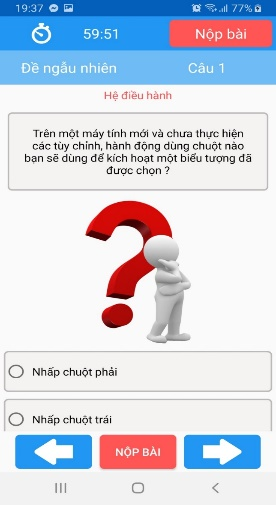 19:37 77%
59:51 Nộp bài
Đề ngẫu nhiên Câu 1
Hệ điều hành
Trên một máy tính mới và chưa thực hiện
các tùy chỉnh, hành động dùng chuột nào
bạn sẽ dùng để kích hoạt một biểu tượng đã
được chọn ?
Nhấp chuột phải
Nhấp chuột trái
NỘP BÀI